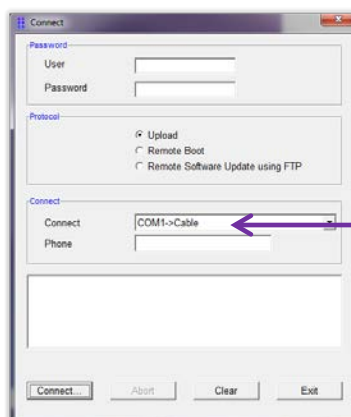 Connect
Password
User
Password
Protocol
Upload
Remote Boot
Remote Software Update using FTP
Connect
Connect COM1->Cable
Phone
Connect... Abort Clear Exit